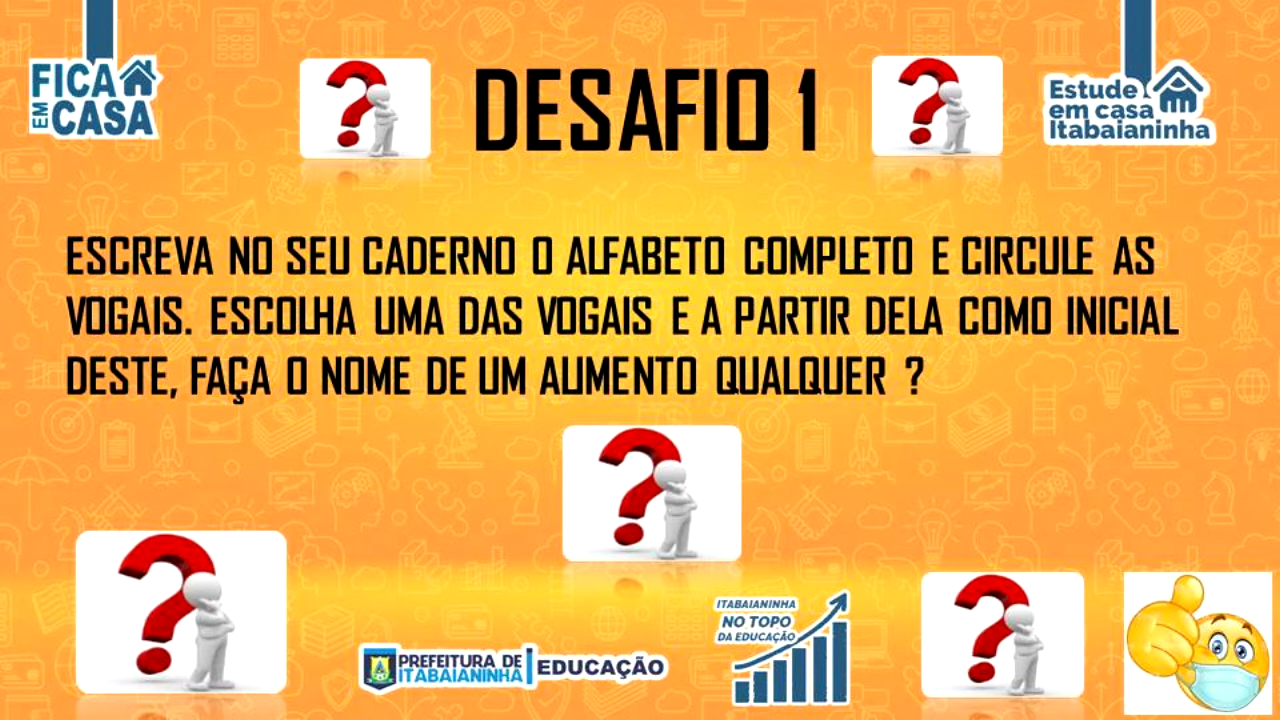 FICA
EM CASA
DESAFIO 1
Estude
em casa
Itabaianinha
ESCREVA NO SEU CADERNO O ALFABETO COMPLETO E CIRCULE AS
VOGAIS. ESCOLHA UMA DAS VOGAIS E A PARTIR DELA COMO INICIAL
DESTE, FAÇA O NOME DE UM AUMENTO QUALQUER ?
ITABAIANINHA
NO TOPO
DA EDUCAÇÃO
PREFEITURA DE
ITABAIANINHA
EDUCAÇÃO